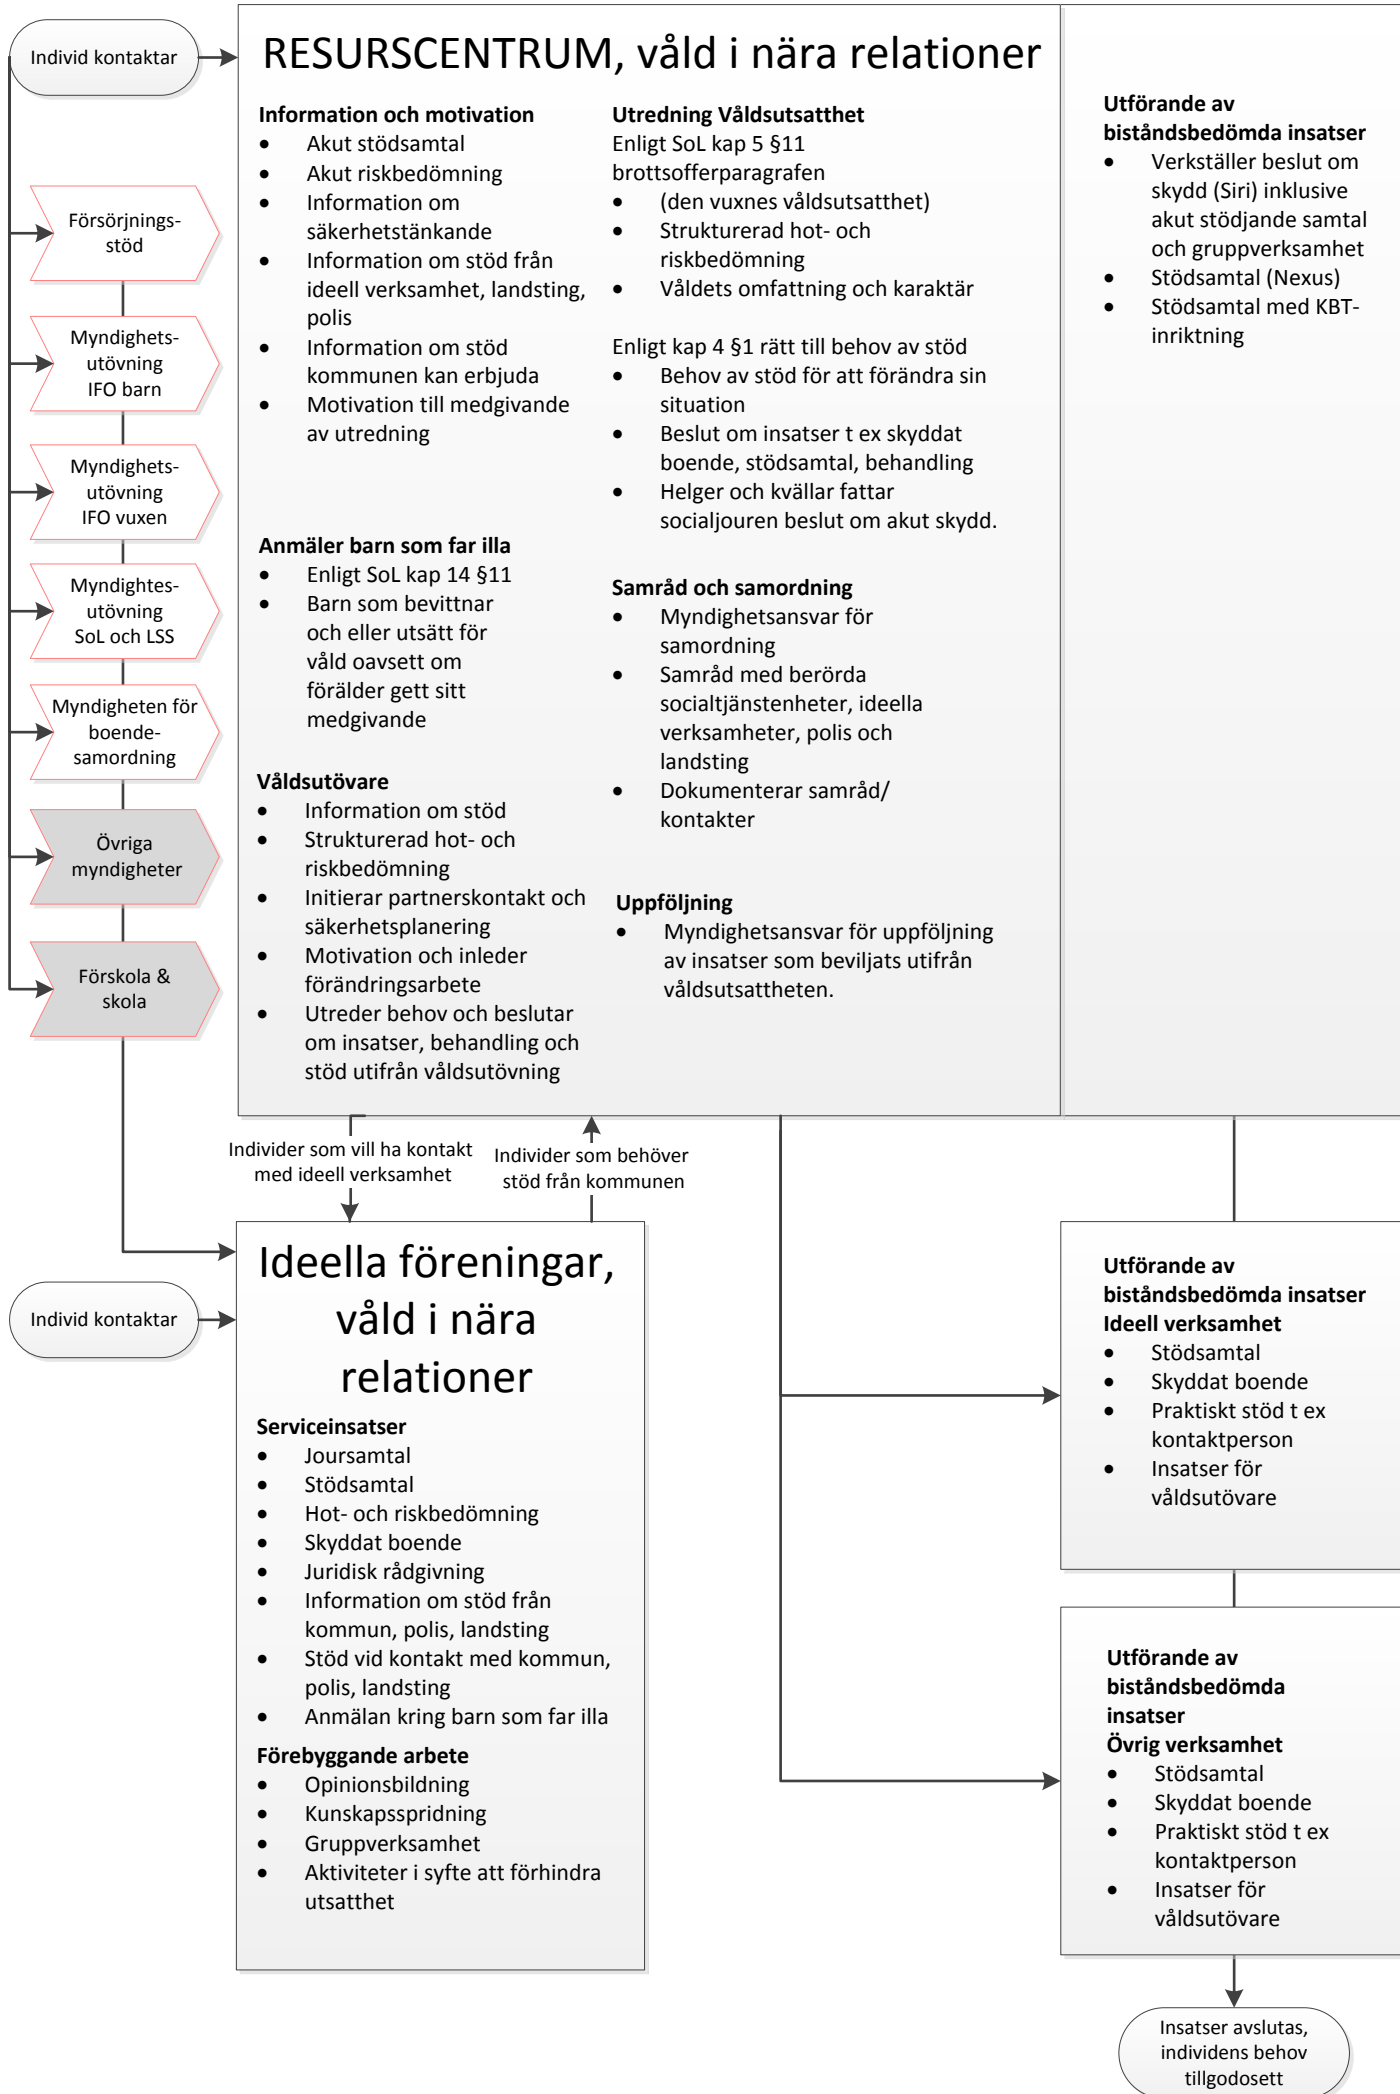 Individ kontaktar
Försörjnings-
stöd
Myndighets-
utövning
IFO barn
Myndighets-
utövning
IFO vuxen
Myndightes-
utövning
SoL och LSS
Myndigheten för
boende-
samordning
Övriga
myndigheter
Förskola &
skola
RESURSCENTRUM, våld i nära relationer
Information och motivation
• Akut stödsamtal
• Akut riskbedömning
• Information om
säkerhetstänkande
• Information om stöd från
ideell verksamhet, landsting,
polis
• Information om stöd
kommunen kan erbjuda
• Motivation till medgivande
av utredning
Anmäler barn som far illa
• Enligt SoL kap 14 §11
• Barn som bevittnar
och eller utsätt för
våld oavsett om
förälder gett sitt
medgivande
Våldsutövare
• Information om stöd
• Strukturerad hot- och
riskbedömning
• Initierar partnerskontakt och
säkerhetsplanering
• Motivation och inleder
förändringsarbete
• Utreder behov och beslutar
om insatser, behandling och
stöd utifrån våldsutövning
Utredning Våldsutsatthet
Enligt SoL kap 5 §11
brottsofferparagrafen
• (den vuxnes våldsutsatthet)
• Strukturerad hot- och
riskbedömning
• Våldets omfattning och karaktär
Enligt kap 4 §1 rätt till behov av stöd
• Behov av stöd för att förändra sin
situation
• Beslut om insatser t ex skyddat
boende, stödsamtal, behandling
• Helger och kvällar fattar
socialjouren beslut om akut skydd.
Samråd och samordning
• Myndighetsansvar för
samordning
• Samråd med berörda
socialtjänstenheter, ideella
verksamheter, polis och
landsting
• Dokumenterar samråd/
kontakter
Uppföljning
• Myndighetsansvar för uppföljning
av insatser som beviljats utifrån
våldsutsattheten.
Utförande av
biståndsbedömda insatser
• Verkställer beslut om
skydd (Siri) inklusive
akut stödjande samtal
och gruppverksamhet
• Stödsamtal (Nexus)
• Stödsamtal med KBT-
inriktning
Individer som vill ha kontakt
med ideell verksamhet
Individer som behöver
stöd från kommunen
Individ kontaktar
Ideella föreningar,
våld i nära
relationer
Serviceinsatser
• Joursamtal
• Stödsamtal
• Hot- och riskbedömning
• Skyddat boende
• Juridisk rådgivning
• Information om stöd från
kommun, polis, landsting
• Stöd vid kontakt med kommun,
polis, landsting
• Anmälan kring barn som far illa
Förebyggande arbete
• Opinionsbildning
• Kunskapsspridning
• Gruppverksamhet
• Aktiviteter i syfte att förhindra
utsatthet
Utförande av
biståndsbedömda insatser
Ideell verksamhet
• Stödsamtal
• Skyddat boende
• Praktiskt stöd t ex
kontaktperson
• Insatser för
våldsutövare
Utförande av
biståndsbedömda
insatser
Övrig verksamhet
• Stödsamtal
• Skyddat boende
• Praktiskt stöd t ex
kontaktperson
• Insatser för
våldsutövare
Insatser avslutas,
individens behov
tillgodosett